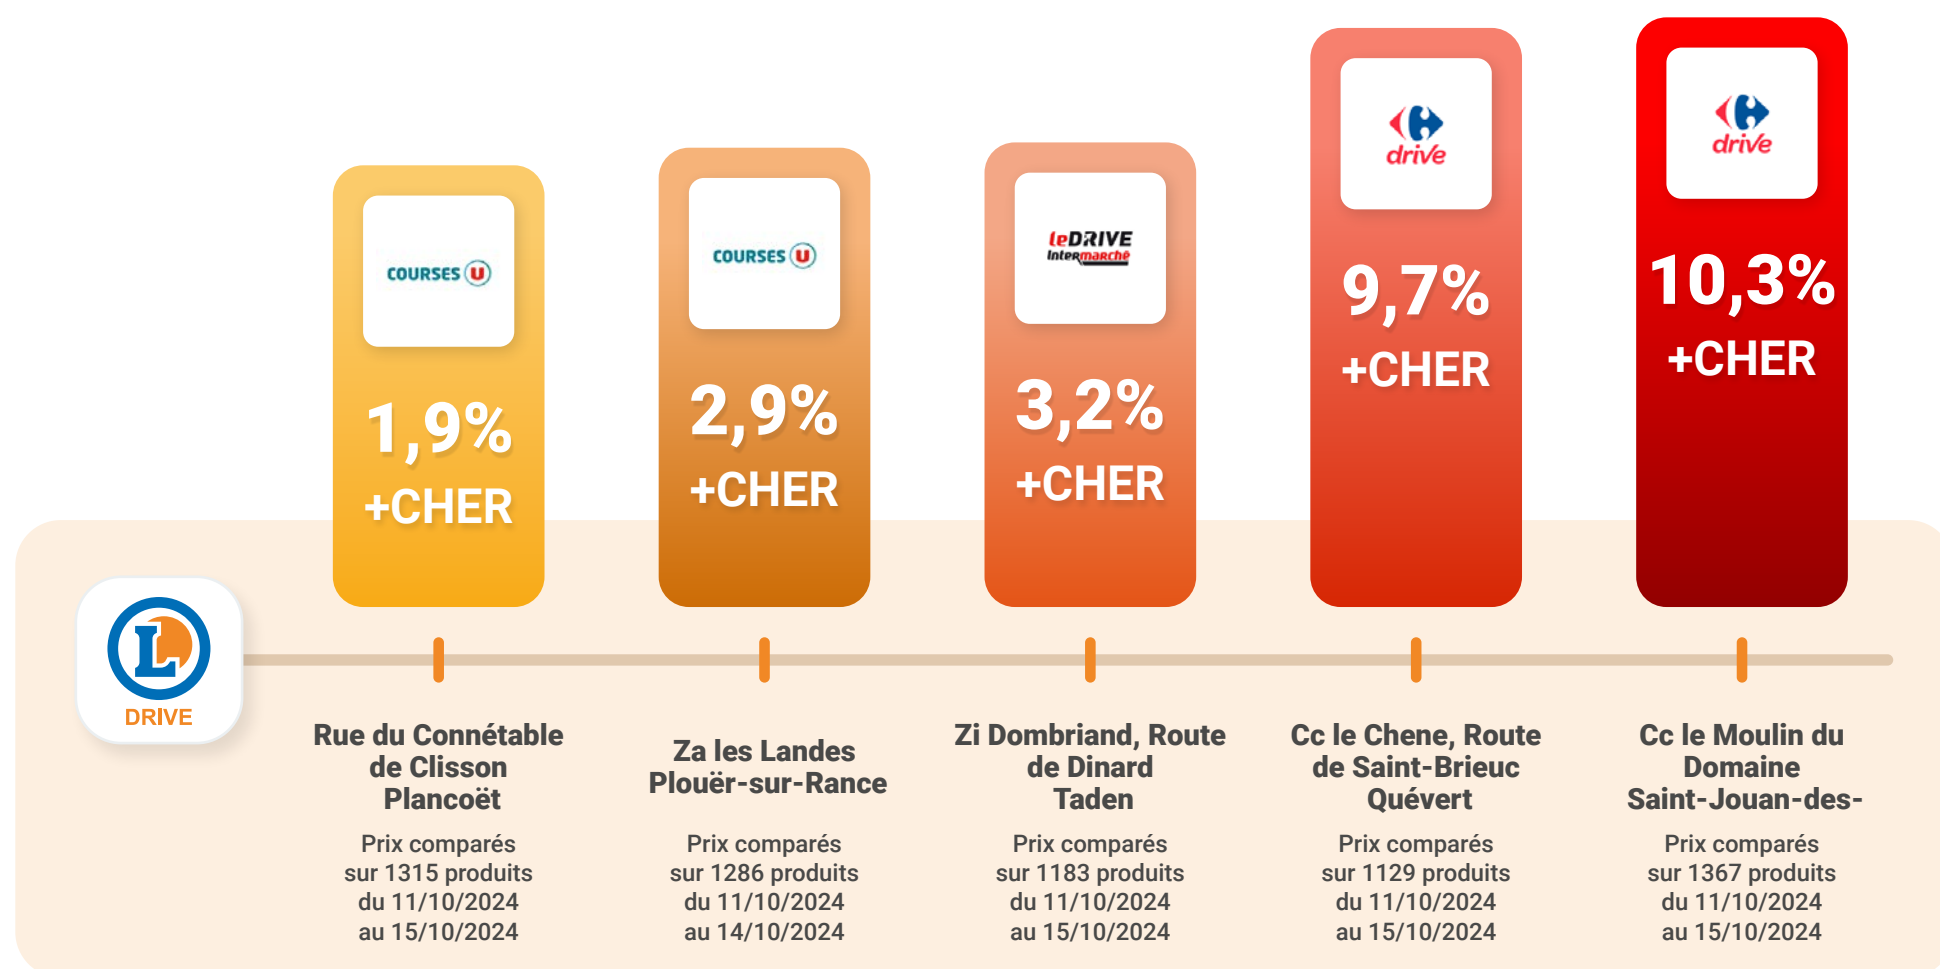 COURSES U
1,9%
+CHER
COURSES U
2,9%
+CHER
leDRIVE
Intermarché
3,2%
+CHER
drive
9,7%
+CHER
drive
10,3%
+CHER
L
DRIVE
Rue du Connétable
de Clisson
Plancoët
Prix comparés
sur 1315 produits
du 11/10/2024
au 15/10/2024
Za les Landes
Plouër-sur-Rance
Prix comparés
sur 1286 produits
du 11/10/2024
au 14/10/2024
Zi Dombriand, Route
de Dinard
Taden
Prix comparés
sur 1183 produits
du 11/10/2024
au 15/10/2024
Cc le Chene, Route
de Saint-Brieuc
Quévert
Prix comparés
sur 1129 produits
du 11/10/2024
au 15/10/2024
Cc le Moulin du
Domaine
Saint-Jouan-des-
Prix comparés
sur 1367 produits
du 11/10/2024
au 15/10/2024